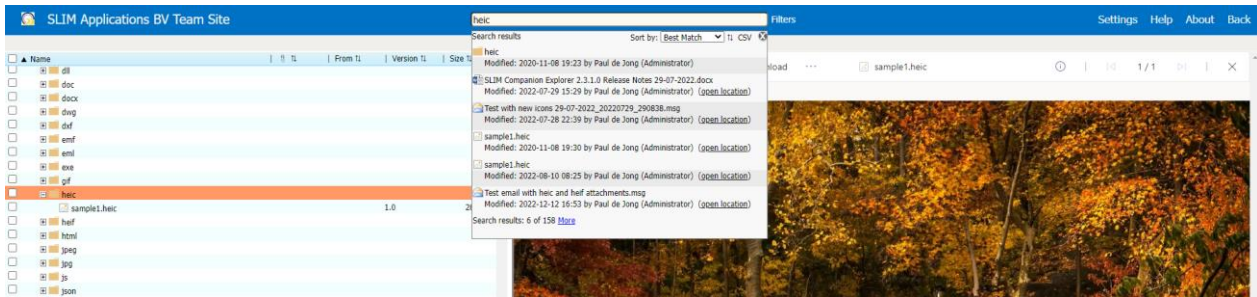 SLIM Applications BV Team Site
heic
Filters
Settings Help About Back
Search results
Sort by: Best Match CSV
heic
Modified: 2020-11-08 19:23 by Paul de Jong (Administrator)
SLIM Companion Explorer 2.3.1.0 Release Notes 29-07-2022.docx
Modified: 2022-07-29 15:29 by Paul de Jong (Administrator) (open location)
Test with new icons 29-07-2022_20220729_290838.msg
Modified: 2022-07-28 22:39 by Paul de Jong (Administrator) (open location)
sample1.heic
Modified: 2020-11-08 19:30 by Paul de Jong (Administrator) (open location)
sample1.heic
Modified: 2022-08-10 08:25 by Paul de Jong (Administrator) (open location)
Test email with heic and heif attachments.msg
Modified: 2022-12-12 16:53 by Paul de Jong (Administrator) (open location)
Search results: 6 of 158 More
Name From Version Size
dll
doc
docx
dwg
dxf
emf
eml
exe
gif
heic
sample1.heic 1.0
heif
html
jpeg
jpg
js
json
sample1.heic 1 / 1